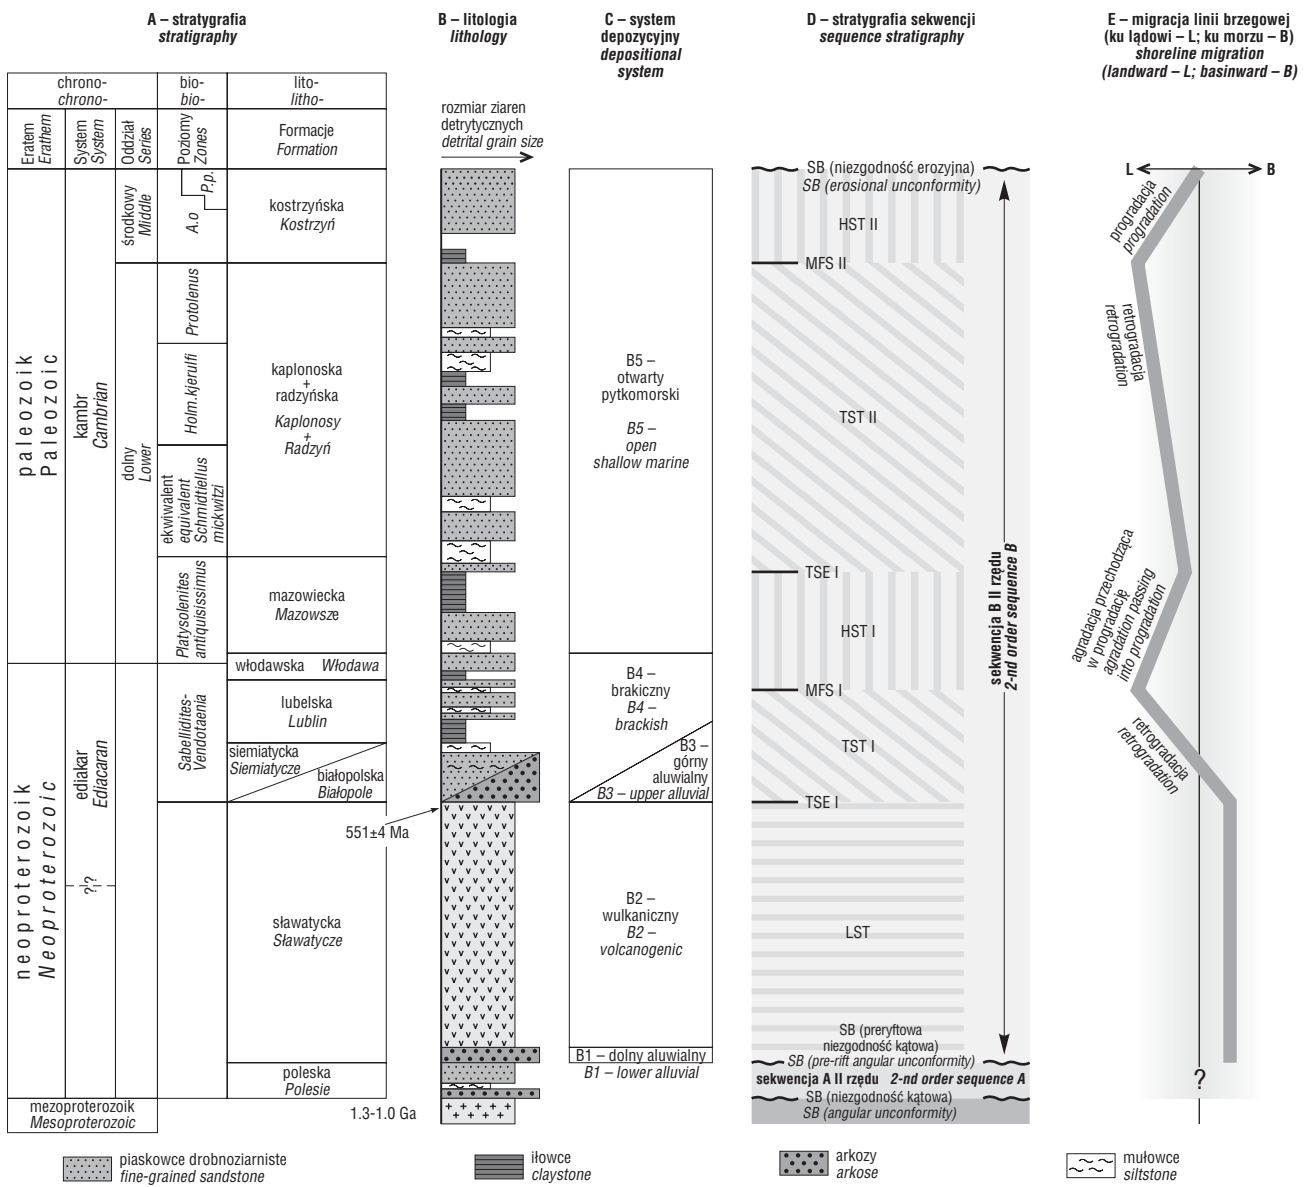 A – stratygrafia
stratigraphy
B – litologia
lithology
C – system
depozycyjny
depositional
system
D – stratygrafia sekwencji
sequence stratigraphy
E – migracja linii brzegowej
(ku lądowi – L; ku morzu – B)
shoreline migration
(landward – L; basinward – B)
chrono-
chrono-
bio-
bio-
lito-
litho-
Eratem
Erathem
System
System
Oddział
Series
Poziomy
Zones
Formacje
Formation
rozmiar ziaren
detrytycznych
detrital grain size
paleozoik
Paleozoic
kambr
Cambrian
środkowy
Middle
dolny
Lower
P.p.
A.o
Protolenus
Holm.kjerulfi
ekwiwalent
equivalent
Schmidtiellus
mickwitzi
Platysolenites
antiquisissimus
Sabellidites-
Vendotaenia
neoproterozoik
Neoproterozoic
ediakar
Ediacaran
?|?
mezoproterozoik
Mesoproterozoic
kostrzyńska
Kostrzyń
kaplonoska
+
radzyńska
Kaplonosy
+
Radzyń
mazowiecka
Mazowsze
włodawska Włodawa
lubelska
Lublin
siemiatycka
Siemiatycze
białopolska
Białopole
sławatycka
Sławatycze
poleska
Polesie
551±4 Ma
1.3-1.0 Ga
B5 –
otwarty
pytkomorski
B5 –
open
shallow marine
B4 –
brakiczny
B4 –
brackish
B3 –
górny
aluwialny
B3 – upper alluvial
B2 –
wulkaniczny
B2 –
volcanogenic
B1 – dolny aluwialny
B1 – lower alluvial
SB (niezgodność erozyjna)
SB (erosional unconformity)
HST II
MFS II
TST II
TSE I
HST I
MFS I
TST I
TSE I
LST
SB (preryftowa
niezgodność kątowa)
SB (pre-rift angular unconformity)
sekwencja A II rzędu 2-nd order sequence A
SB (niezgodność kątowa)
SB (angular unconformity)
sekwencja B II rzędu
2-nd order sequence B
L
B
progradacja
progradation
retrogradacja
retrogradation
agradacja przechodząca
w progradację
agradation passing
into progradation
retrogradacja
retrogradation
?
piaskowce drobnoziarniste
fine-grained sandstone
iłowce
claystone
arkozy
arkose
mułowce
siltstone